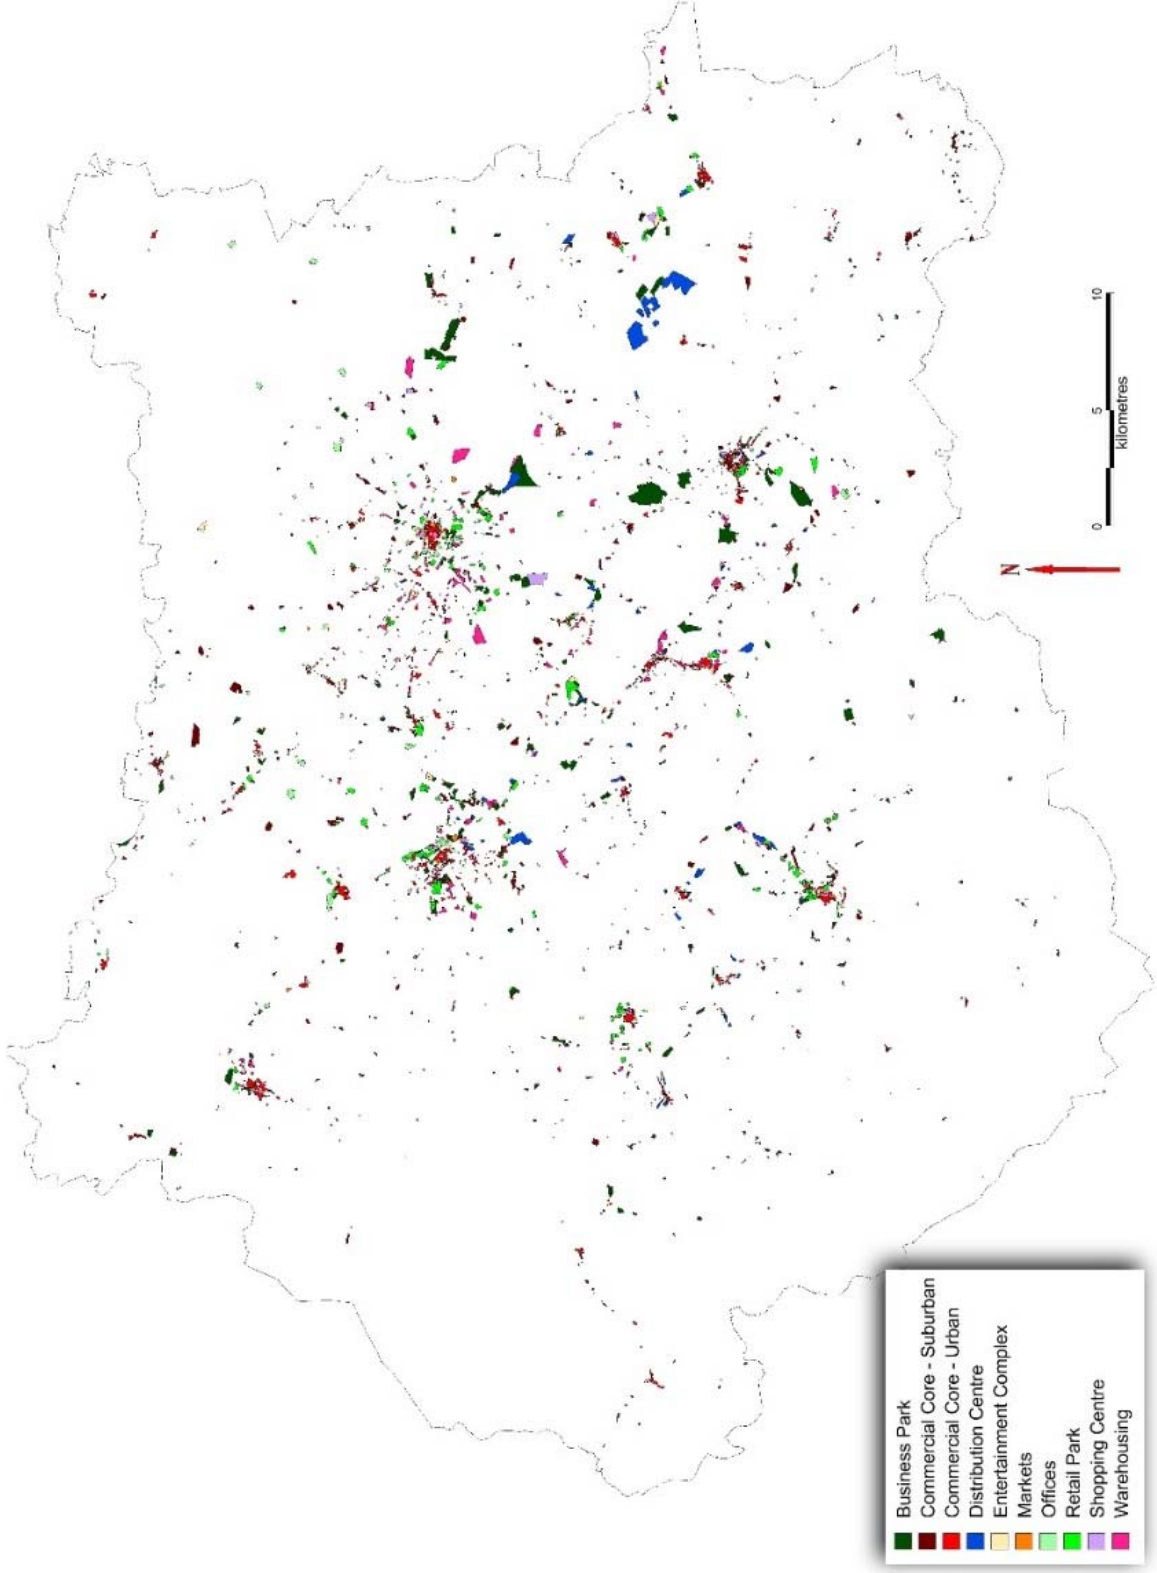 Business Park
Commercial Core - Suburban
Commercial Core - Urban
Distribution Centre
Entertainment Complex
Markets
Offices
Retail Park
Shopping Centre
Warehousing
N
0 5 10
kilometres